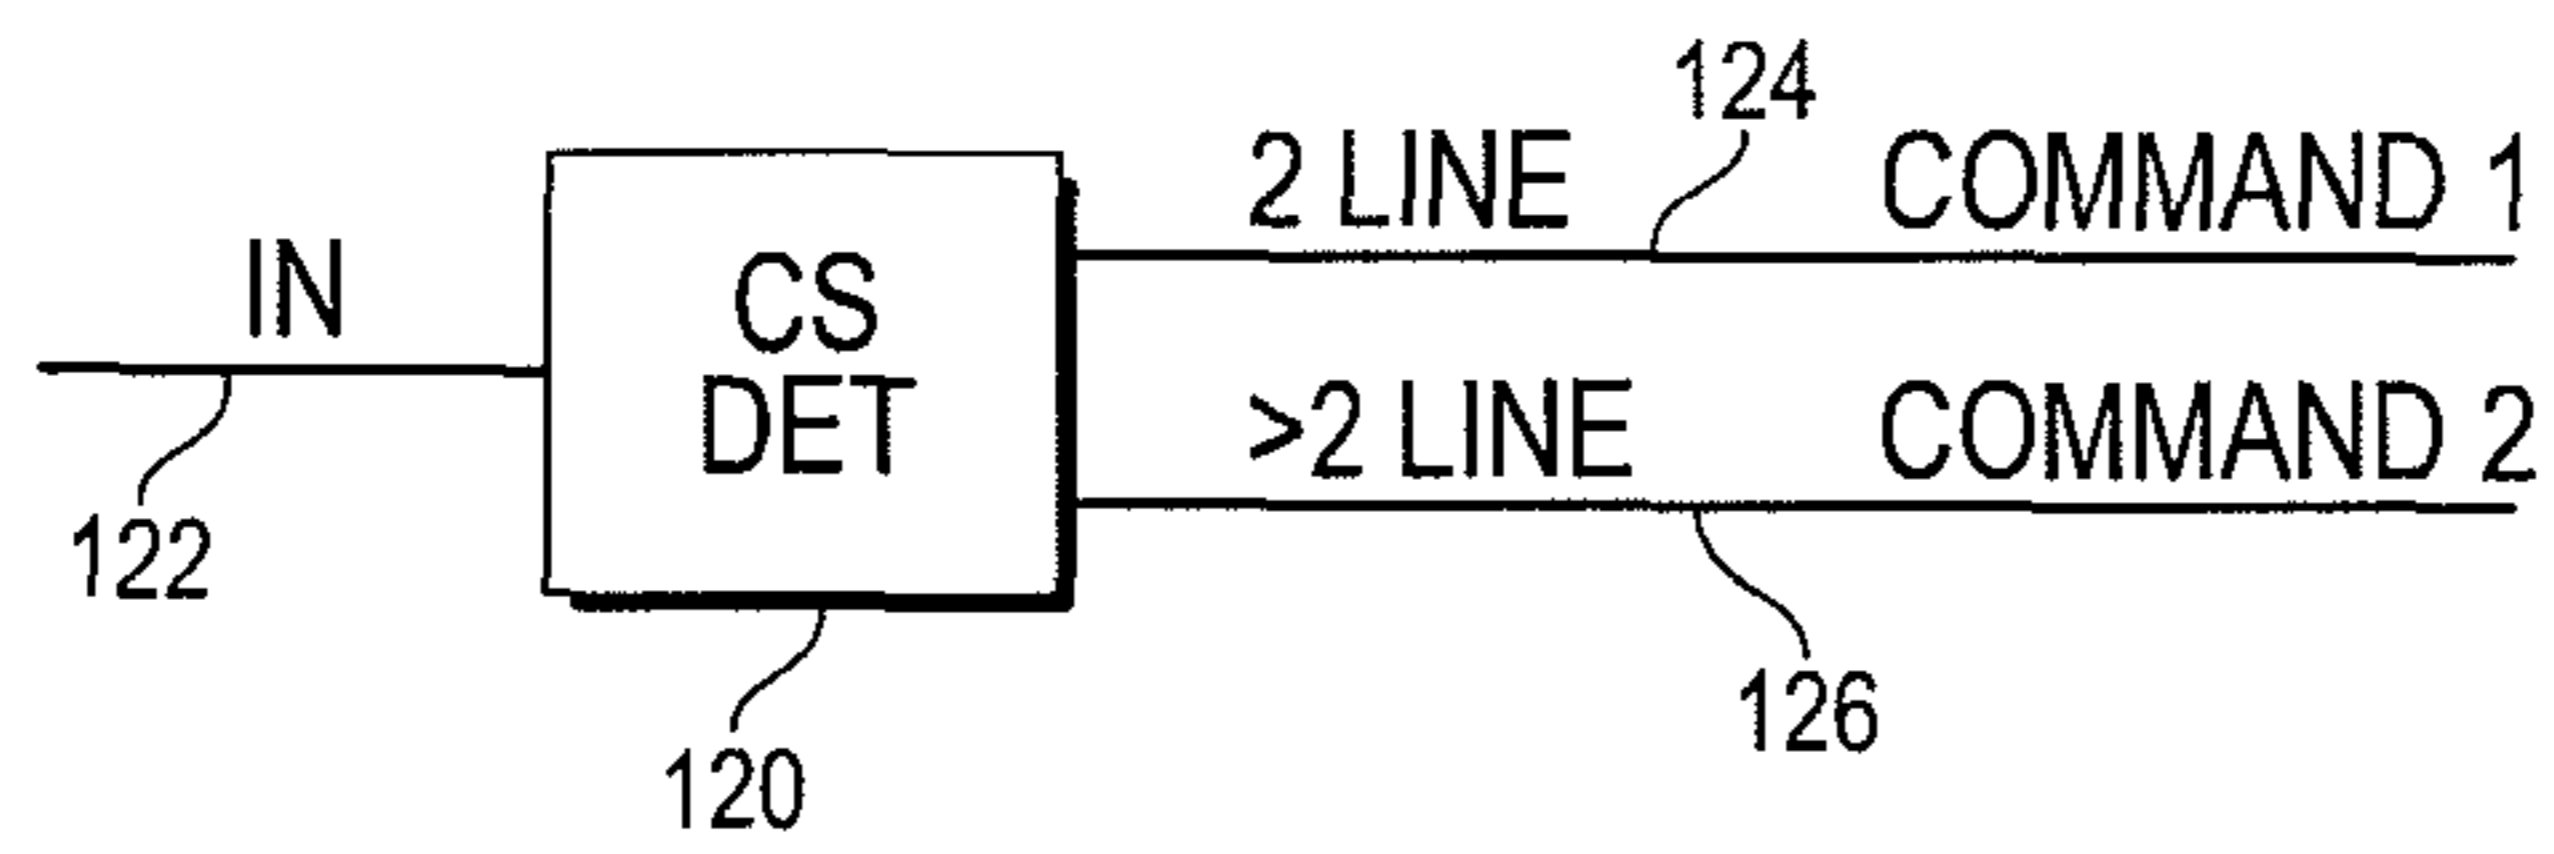 124
2 LINE COMMAND 1
IN
CS
DET
>2 LINE COMMAND 2
122
126
120